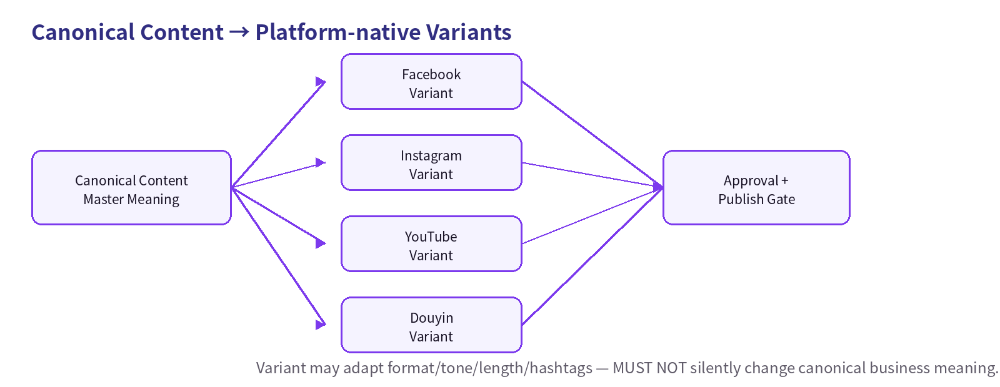 Canonical Content → Platform-native Variants
Facebook
Variant
Instagram
Variant
Canonical Content
Master Meaning
Approval +
Publish Gate
YouTube
Variant
Douyin
Variant
Variant may adapt format/tone/length/hashtags — MUST NOT silently change canonical business meaning.